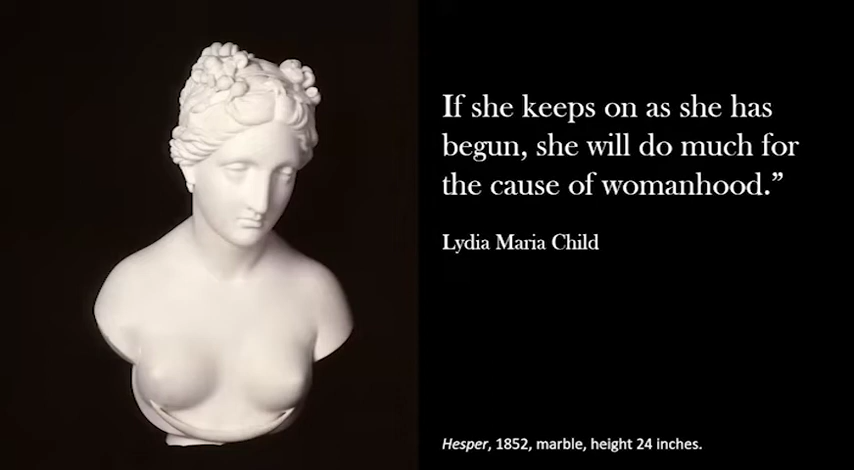 If she keeps on as she has
begun, she will do much for
the cause of womanhood.”
Lydia Maria Child
Hesper, 1852, marble, height 24 inches.